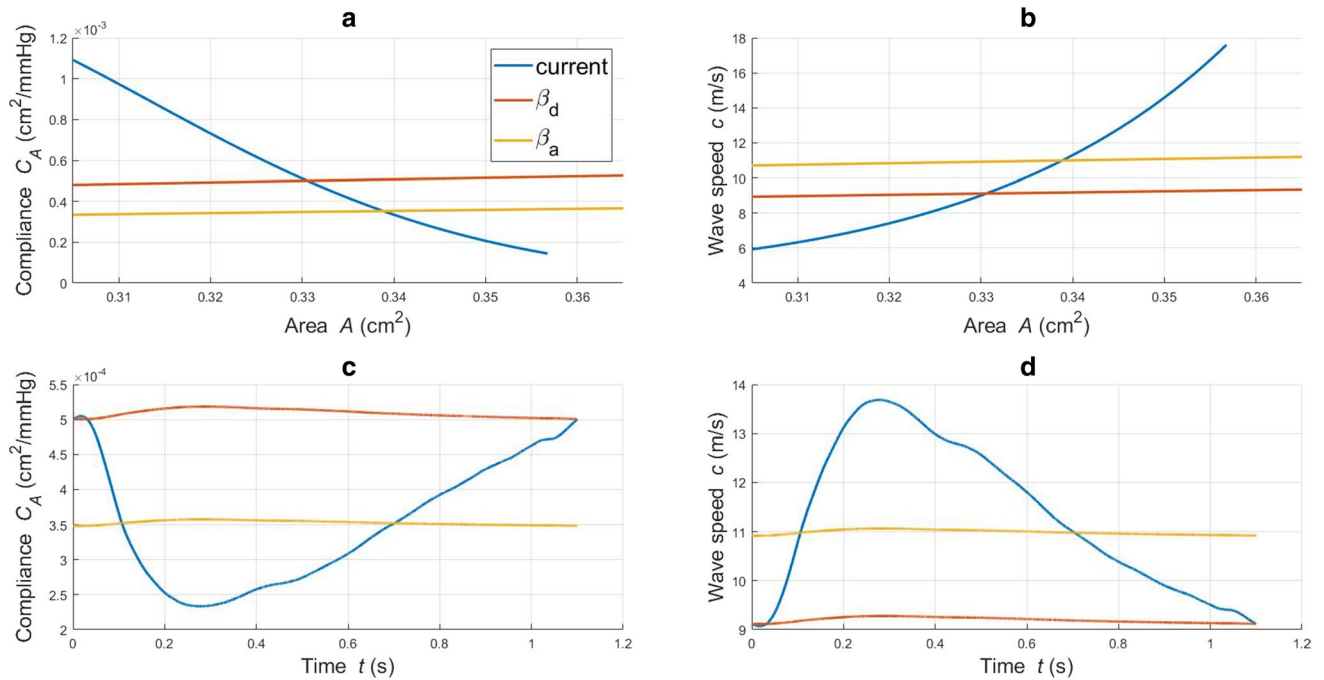 a
×10⁻³
Compliance C_A (cm²/mmHg)
1.2
1
0.8
0.6
0.4
0.2
0
0.31 0.32 0.33 0.34 0.35 0.36
Area A (cm²)
current
β_d
β_a
b
Wave speed c (m/s)
18
16
14
12
10
8
6
4
0.31 0.32 0.33 0.34 0.35 0.36
Area A (cm²)
c
×10⁻⁴
Compliance C_A (cm²/mmHg)
5.5
5
4.5
4
3.5
3
2.5
2
0 0.2 0.4 0.6 0.8 1 1.2
Time t (s)
d
Wave speed c (m/s)
14
13
12
11
10
9
0 0.2 0.4 0.6 0.8 1 1.2
Time t (s)